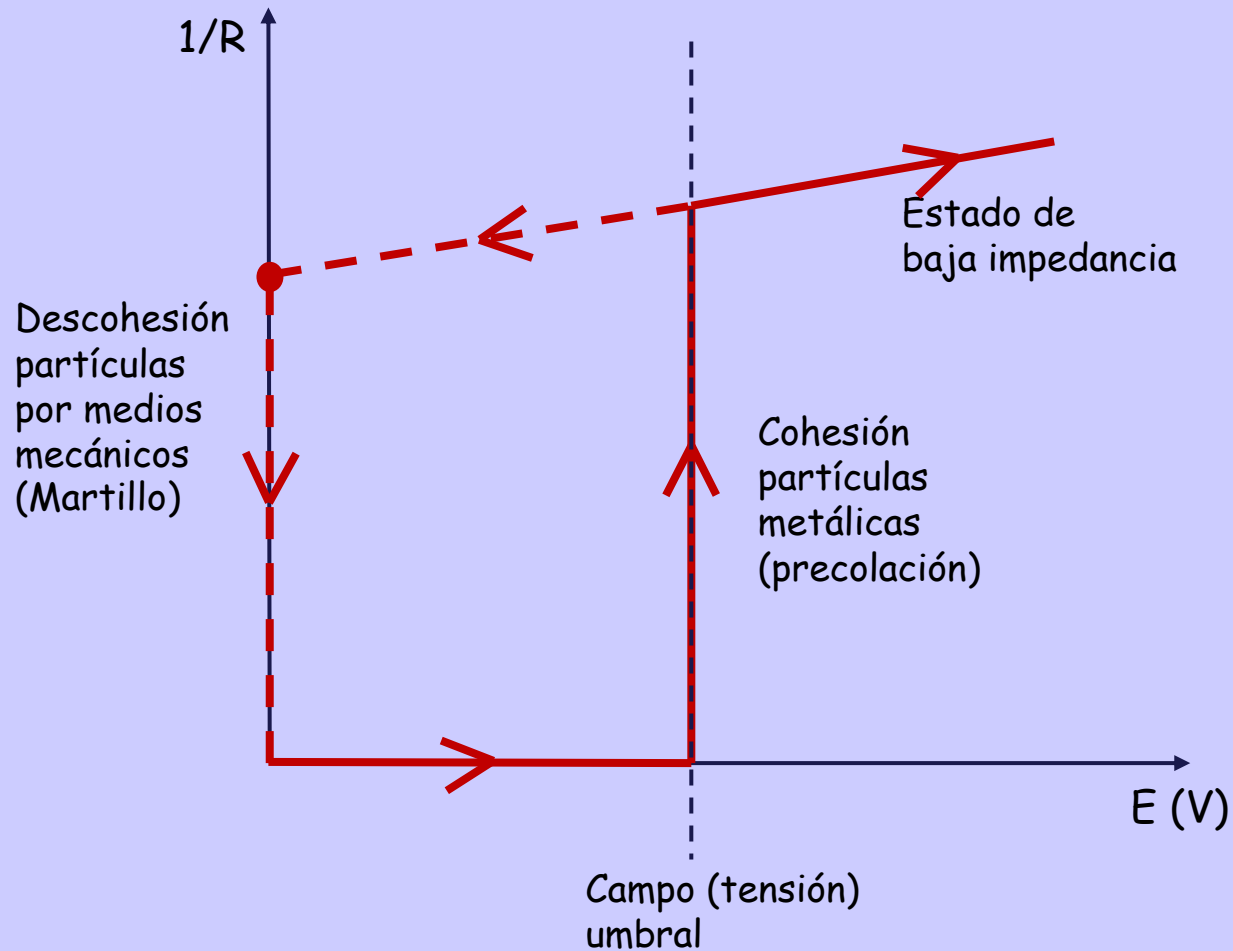 1/R
Estado de
baja impedancia
Descohesión
partículas
por medios
mecánicos
(Martillo)
Cohesión
partículas
metálicas
(precolación)
E (V)
Campo (tensión)
umbral